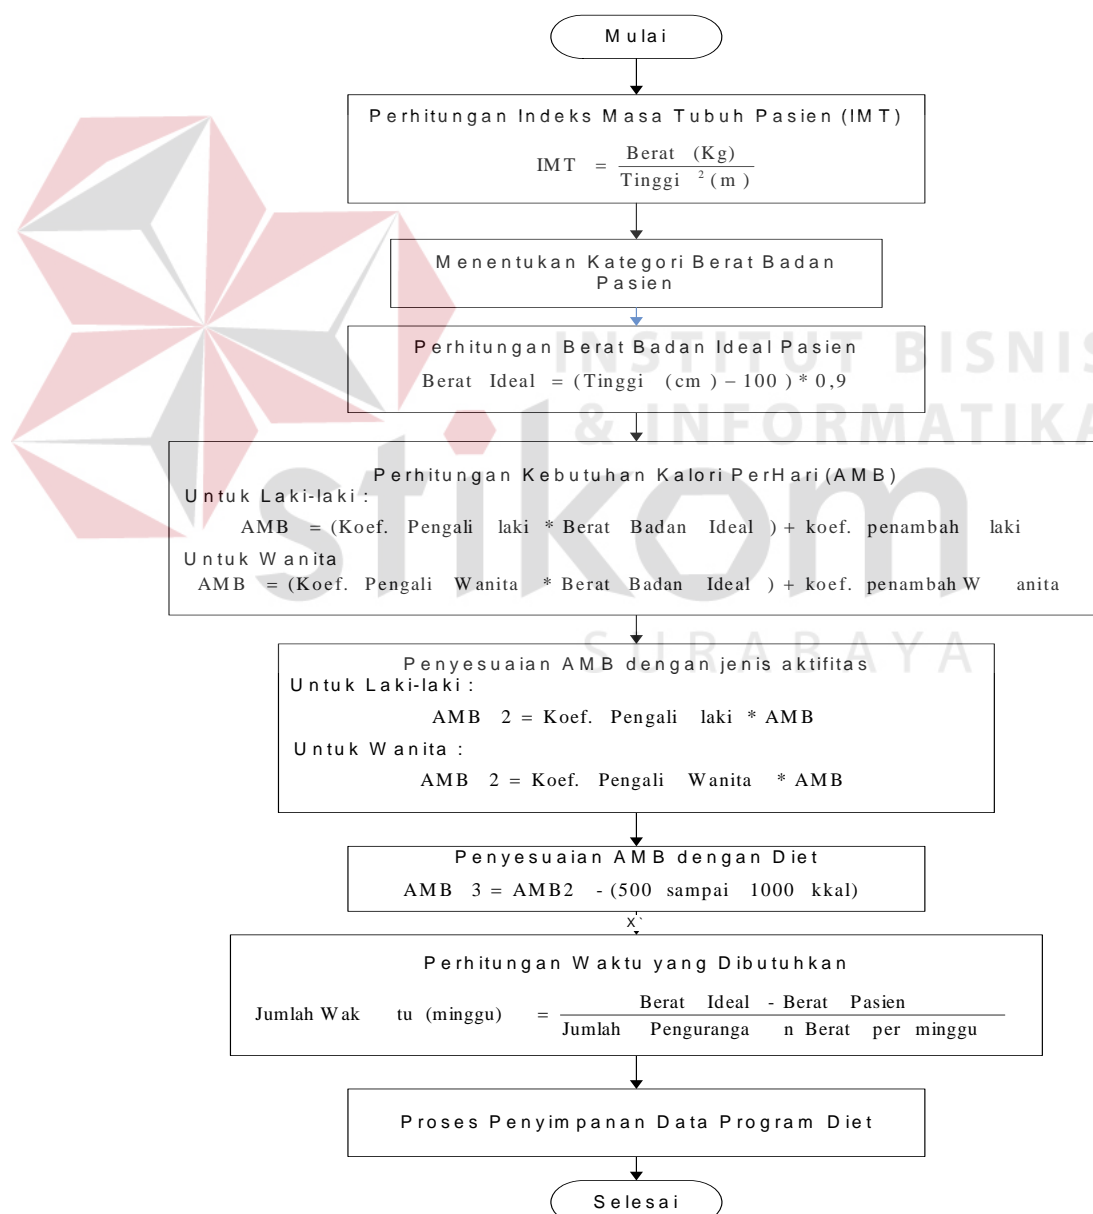 Mulai
Perhitungan Indeks Masa Tubuh Pasien (IMT)
IMT = Berat (Kg)
Tinggi ² (m)
Menentukan Kategori Berat Badan
Pasien
Perhitungan Berat Badan Ideal Pasien
Berat Ideal = (Tinggi (cm) – 100) * 0,9
INSTITUT BISNIS
& INFORMATIKA
stikom
SURABAYA
Perhitungan Kebutuhan Kalori PerHari (AMB)
Untuk Laki-laki :
AMB = (Koef. Pengali laki * Berat Badan Ideal ) + koef. penambah laki
Untuk Wanita
AMB = (Koef. Pengali Wanita * Berat Badan Ideal ) + koef. penambah W anita
Penyesuaian AMB dengan jenis aktifitas
Untuk Laki-laki :
AMB 2 = Koef. Pengali laki * AMB
Untuk Wanita :
AMB 2 = Koef. Pengali Wanita * AMB
Penyesuaian AMB dengan Diet
AMB 3 = AMB2 - (500 sampai 1000 kkal)
X`
Perhitungan Waktu yang Dibutuhkan
Jumlah Wak tu (minggu) = Berat Ideal - Berat Pasien
Jumlah Penguranga n Berat per minggu
Proses Penyimpanan Data Program Diet
Selesai